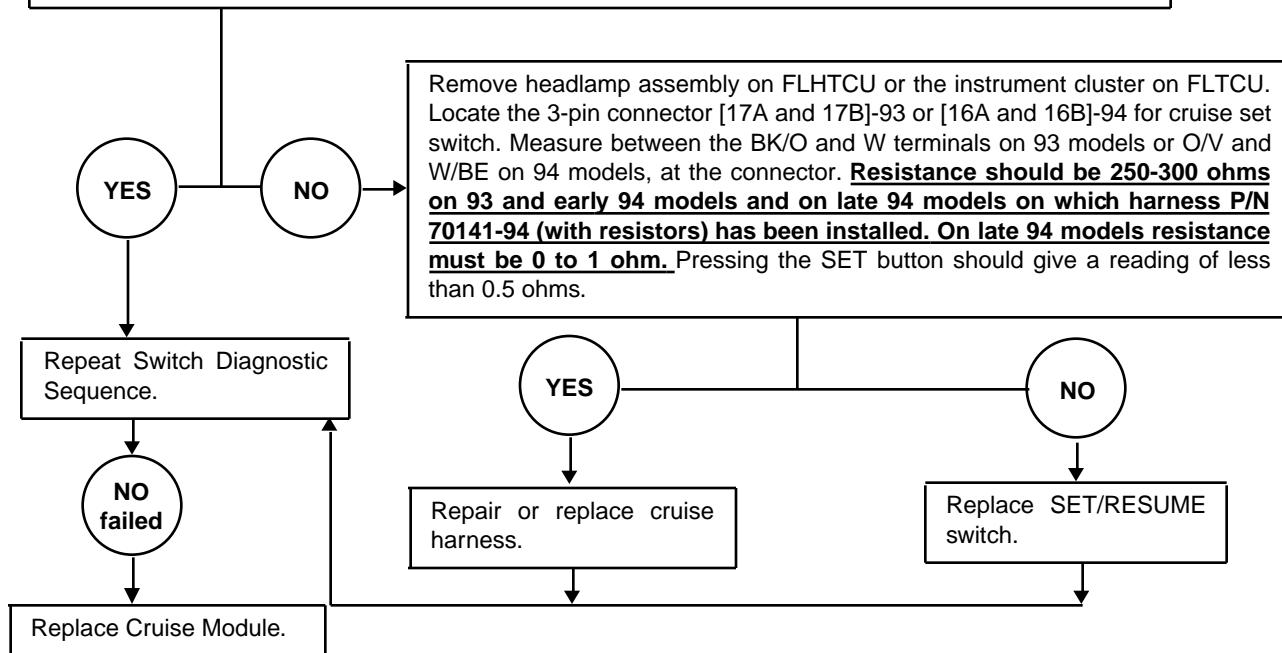 Remove headlamp assembly on FLHTCU or the instrument cluster on FLTCU.
Locate the 3-pin connector [17A and 17B]-93 or [16A and 16B]-94 for cruise set
switch. Measure between the BK/O and W terminals on 93 models or O/V and
W/BE on 94 models, at the connector. Resistance should be 250-300 ohms
on 93 and early 94 models and on late 94 models on which harness P/N
70141-94 (with resistors) has been installed. On late 94 models resistance
must be 0 to 1 ohm. Pressing the SET button should give a reading of less
than 0.5 ohms.
YES
NO
Repeat Switch Diagnostic
Sequence.
YES
NO
NO
failed
Repair or replace cruise
harness.
Replace SET/RESUME
switch.
Replace Cruise Module.